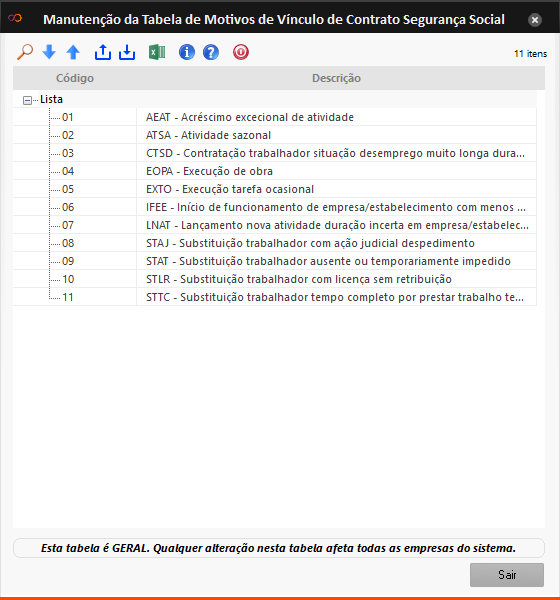 Manutenção da Tabela de Motivos de Vínculo de Contrato Segurança Social
11 itens
Código Descrição
Lista
01 AEAT - Acréscimo excecional de atividade
02 ATSA - Atividade sazonal
03 CTSD - Contratação trabalhador situação desemprego muito longa dura...
04 EOPA - Execução de obra
05 EXTO - Execução tarefa ocasional
06 IFEE - Início de funcionamento de empresa/estabelecimento com menos ...
07 LNAT - Lançamento nova atividade duração incerta em empresa/estabelec...
08 STAJ - Substituição trabalhador com ação judicial despedimento
09 STAT - Substituição trabalhador ausente ou temporariamente impedido
10 STLR - Substituição trabalhador com licença sem retribuição
11 STTC - Substituição trabalhador tempo completo por prestar trabalho te...
Esta tabela é GERAL. Qualquer alteração nesta tabela afeta todas as empresas do sistema.
Sair